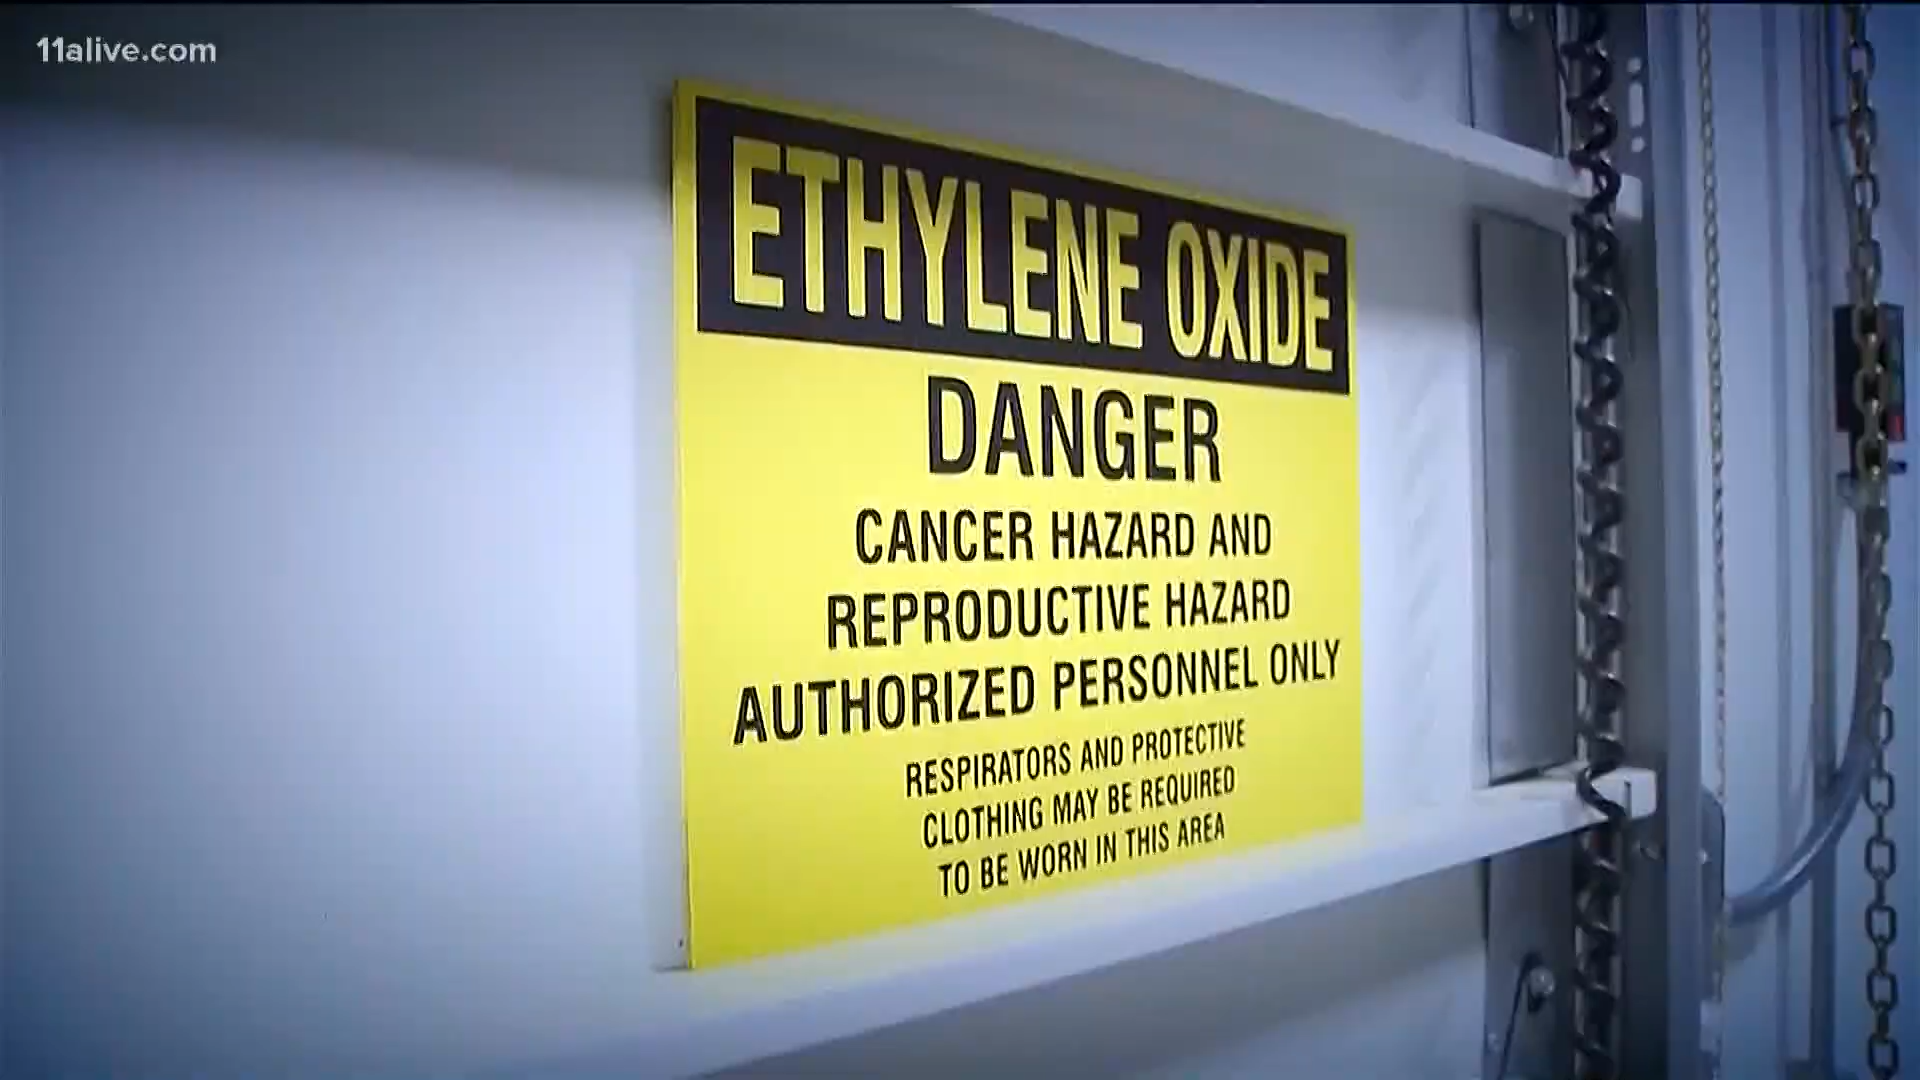 11alive.com
ETHYLENE OXIDE
DANGER
CANCER HAZARD AND
REPRODUCTIVE HAZARD
AUTHORIZED PERSONNEL ONLY
RESPIRATORS AND PROTECTIVE
CLOTHING MAY BE REQUIRED
TO BE WORN IN THIS AREA